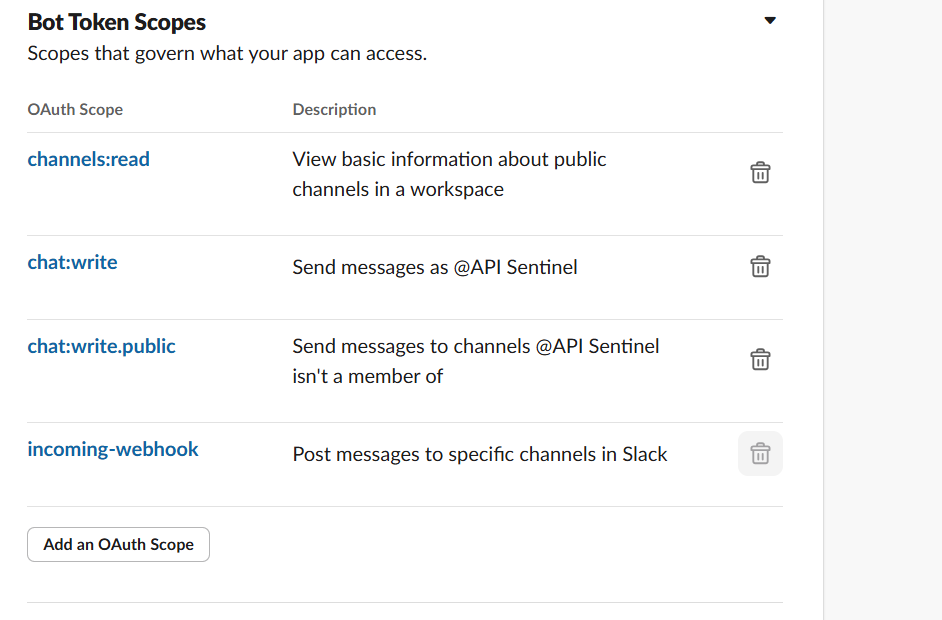 Bot Token Scopes
Scopes that govern what your app can access.
OAuth Scope
Description
channels:read
View basic information about public
channels in a workspace
chat:write
Send messages as @API Sentinel
chat:write.public
Send messages to channels @API Sentinel
isn't a member of
incoming-webhook
Post messages to specific channels in Slack
Add an OAuth Scope